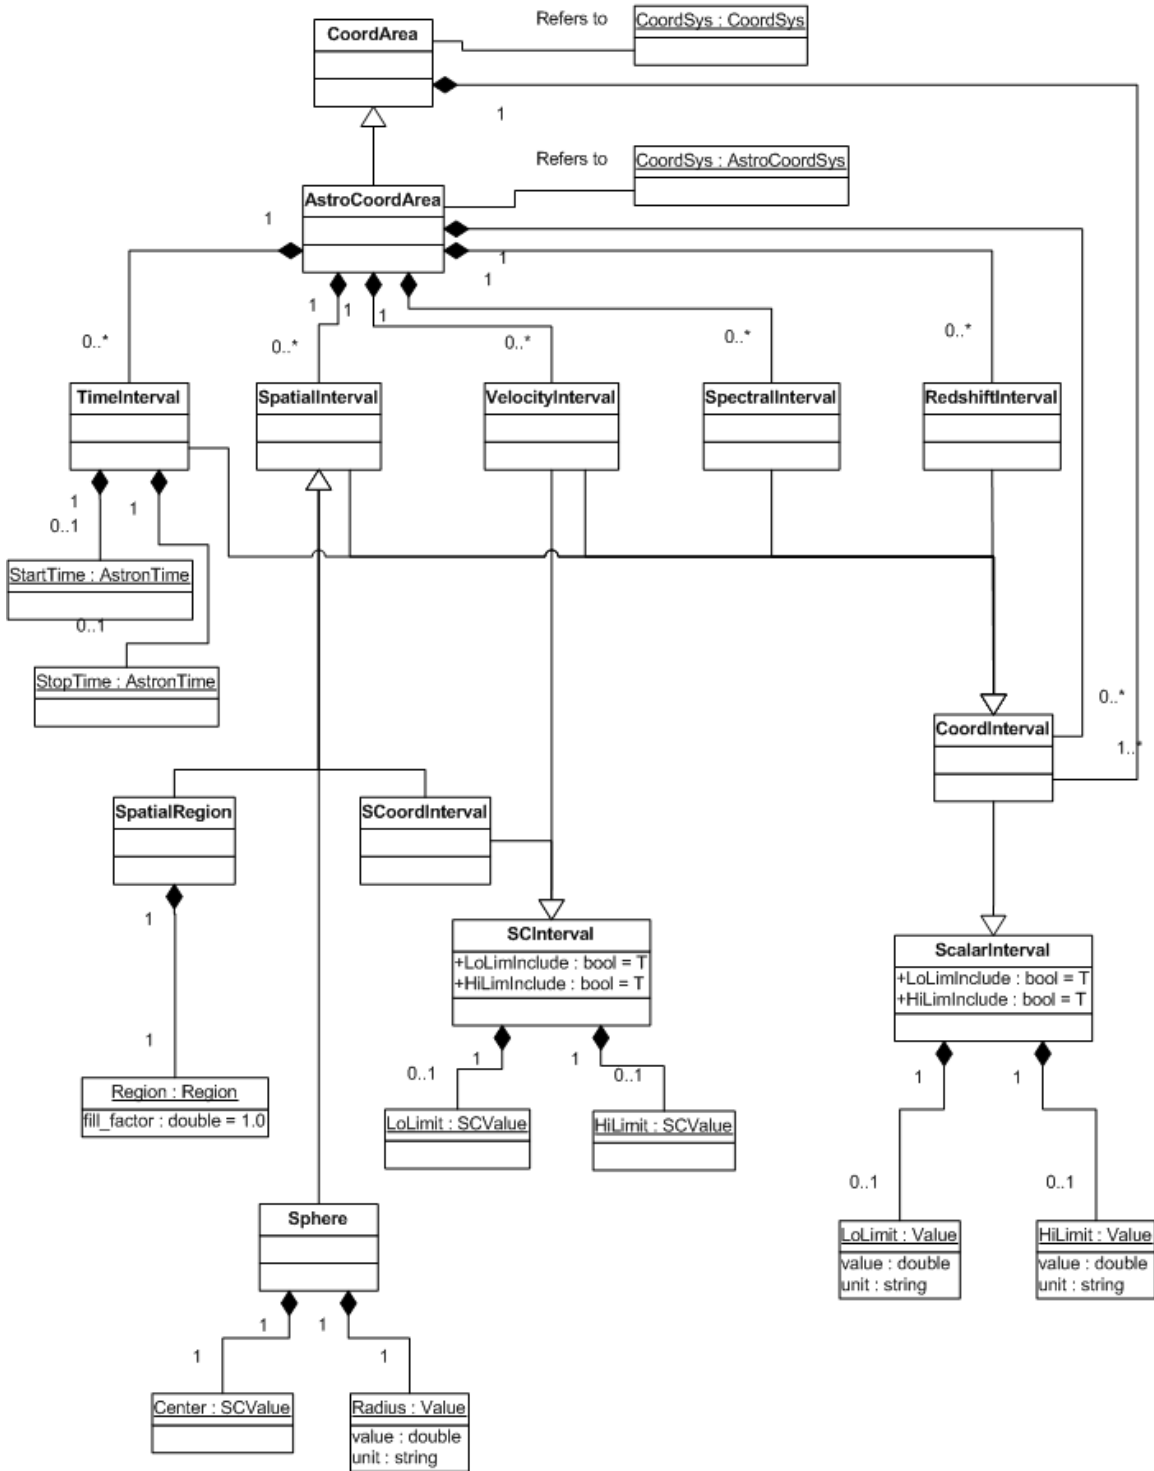 Refers to
CoordSys : CoordSys
CoordArea
1
Refers to
CoordSys : AstroCoordSys
AstroCoordArea
1
1
1
1
1
1
0..*
0..*
0..*
0..*
0..*
TimeInterval
SpatialInterval
VelocityInterval
SpectralInterval
RedshiftInterval
1
1
0..1
StartTime : AstronTime
0..1
StopTime : AstronTime
0..*
CoordInterval
1..*
SpatialRegion
SCoordInterval
1
SCInterval
+LoLimInclude : bool = T
+HiLimInclude : bool = T
ScalarInterval
+LoLimInclude : bool = T
+HiLimInclude : bool = T
1
1
1
0..1
0..1
1
1
Region : Region
fill_factor : double = 1.0
LoLimit : SCValue
HiLimit : SCValue
0..1
0..1
Sphere
LoLimit : Value
value : double
unit : string
HiLimit : Value
value : double
unit : string
1
1
1
1
Center : SCValue
Radius : Value
value : double
unit : string